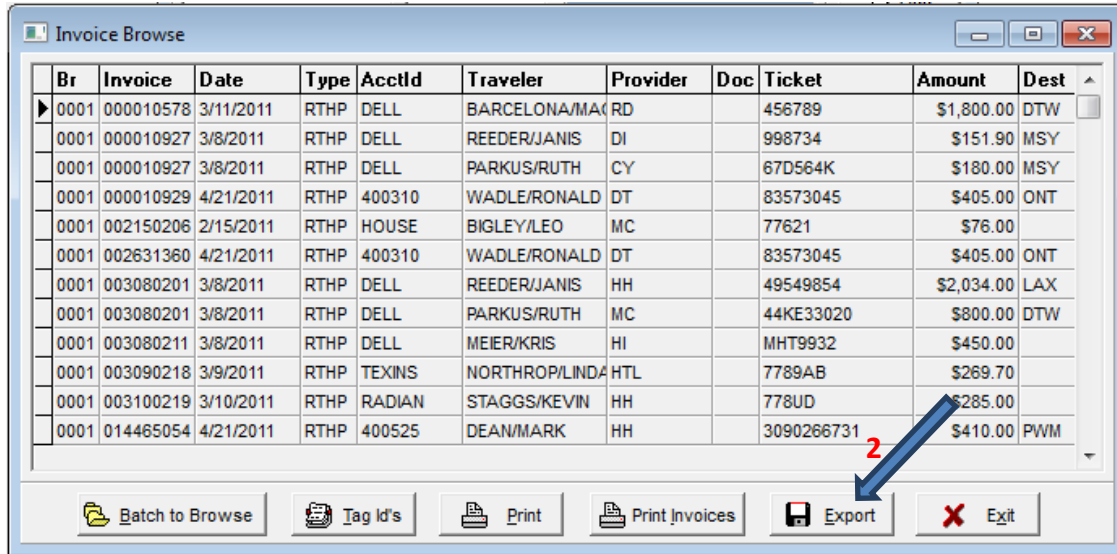 Invoice Browse
Br Invoice Date Type AcctId Traveler Provider Doc Ticket Amount Dest
0001 000010578 3/11/2011 RTHP DELL BARCELONA/MAC RD 456789 $1,800.00 DTW
0001 000010927 3/8/2011 RTHP DELL REEDER/JANIS DI 998734 $151.90 MSY
0001 000010927 3/8/2011 RTHP DELL PARKUS/RUTH CY 67D564K $180.00 MSY
0001 000010929 4/21/2011 RTHP 400310 WADLE/RONALD DT 83573045 $405.00 ONT
0001 002150206 2/15/2011 RTHP HOUSE BIGLEY/LEO MC 77621 $76.00
0001 002631360 4/21/2011 RTHP 400310 WADLE/RONALD DT 83573045 $405.00 ONT
0001 003080201 3/8/2011 RTHP DELL REEDER/JANIS HH 49549854 $2,034.00 LAX
0001 003080201 3/8/2011 RTHP DELL PARKUS/RUTH MC 44KE33020 $800.00 DTW
0001 003080211 3/8/2011 RTHP DELL MEIER/KRIS HI MHT9932 $450.00
0001 003090218 3/9/2011 RTHP TEXINS NORTHROP/LINDA HTL 7789AB $269.70
0001 003100219 3/10/2011 RTHP RADIAN STAGGS/KEVIN HH 778UD $285.00
0001 014465054 4/21/2011 RTHP 400525 DEAN/MARK HH 3090266731 $410.00 PWM
2
Batch to Browse Tag Id's Print Print Invoices Export Exit